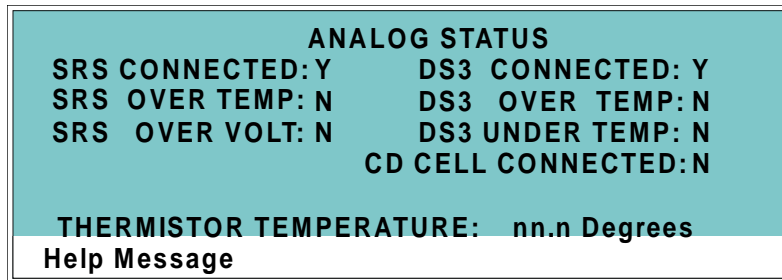 ANALOG STATUS
SRS CONNECTED: Y DS3 CONNECTED: Y
SRS OVER TEMP: N DS3 OVER TEMP: N
SRS OVER VOLT: N DS3 UNDER TEMP: N
CD CELL CONNECTED: N
THERMISTOR TEMPERATURE: nn.n Degrees
Help Message